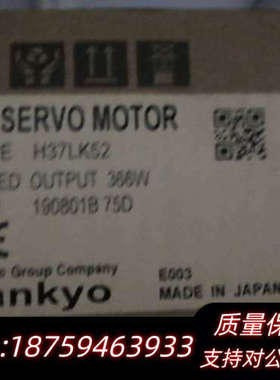 SERVO MOTOR
E H37LK52
ED OUTPUT 366W
190801B 75D
Group Company
E003
ankyo
MADE IN JAPAN
质量保
:18759463933
支持对公